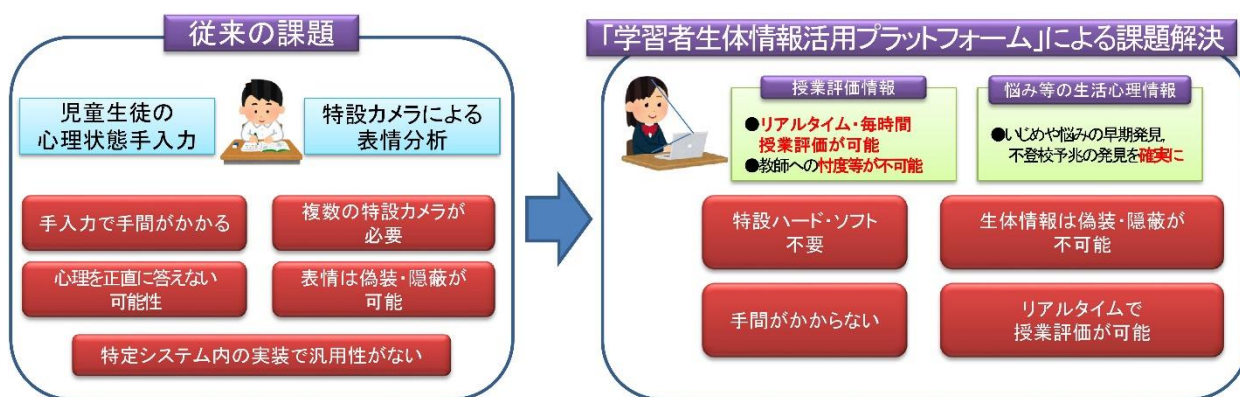 従来の課題
児童生徒の
心理状態手入力
特設カメラによる
表情分析
手入力で手間がかかる
複数の特設カメラが
必要
心理を正直に答えない
可能性
表情は偽装・隠蔽が
可能
特定システム内の実装で汎用性がない
「学習者生体情報活用プラットフォーム」による課題解決
授業評価情報
●リアルタイム・毎時間
授業評価が可能
●教師への忖度等が不可能
悩み等の生活心理情報
●いじめや悩みの早期発見,
不登校予兆の発見を確実に
特設ハード・ソフト
不要
生体情報は偽装・隠蔽が
不可能
手間がかからない
リアルタイムで
授業評価が可能